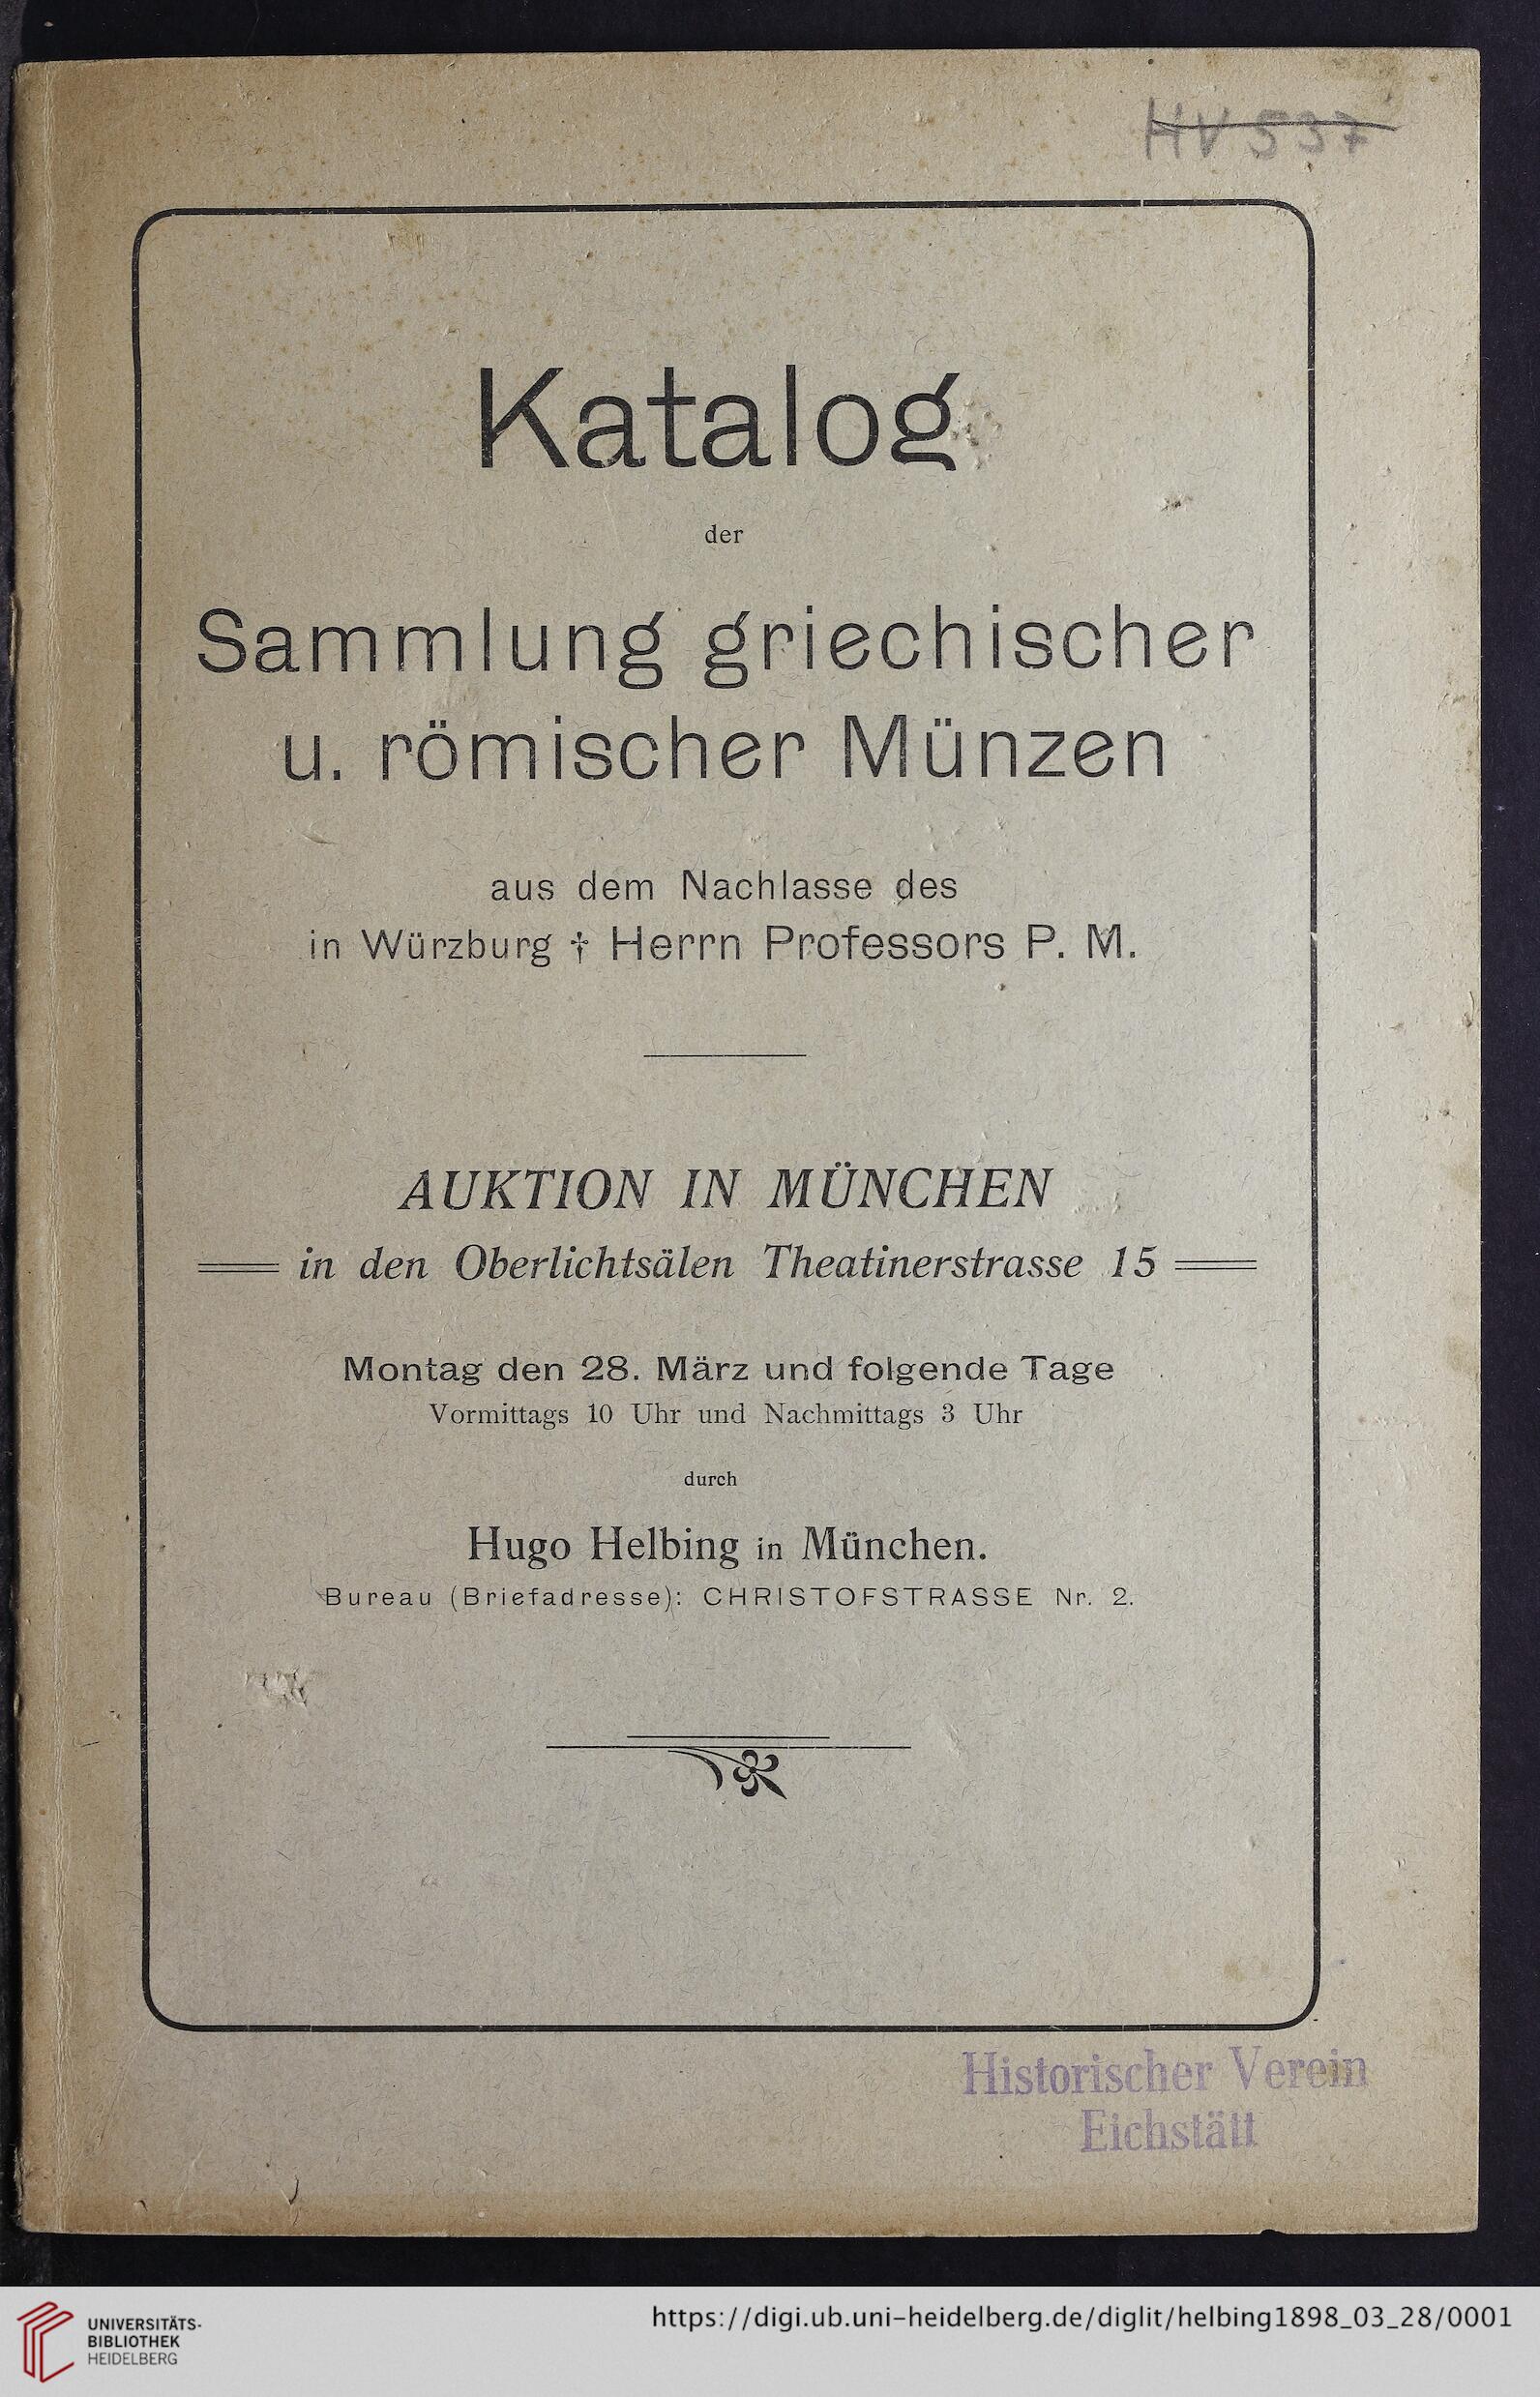 HV 537
Katalog
der
Sammlung griechischer
u. römischer Münzen
aus dem Nachlasse des
in Würzburg † Herrn Professors P. M.
AUKTION IN MÜNCHEN
in den Oberlichtsälen Theatinerstrasse 15
Montag den 28. März und folgende Tage
Vormittags 10 Uhr und Nachmittags 3 Uhr
durch
Hugo Helbing in München.
Bureau (Briefadresse): CHRISTOFSTRASSE Nr. 2.
Historischer Verein
Eichstätt
UNIVERSITÄTS-
BIBLIOTHEK
HEIDELBERG
https://digi.ub.uni-heidelberg.de/diglit/helbing1898_03_28/0001